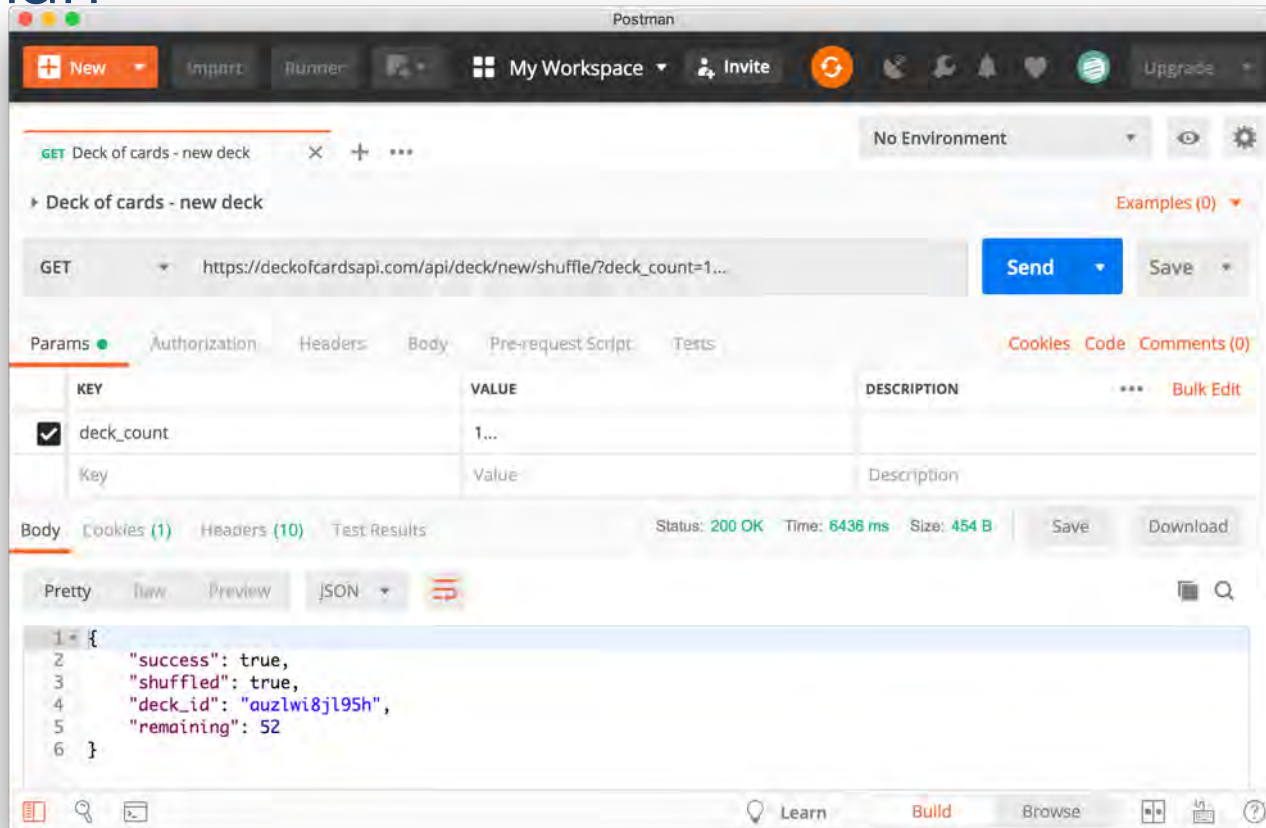 Postman
New Import Runner My Workspace Invite Upgrade
GET Deck of cards - new deck No Environment
Deck of cards - new deck Examples (0)
GET https://deckofcardsapi.com/api/deck/new/shuffle/?deck_count=1... Send Save
Params Authorization Headers Body Pre-request Script Tests Cookies Code Comments (0)
KEY VALUE DESCRIPTION Bulk Edit
deck_count 1...
Key Value Description
Body Cookies (1) Headers (10) Test Results Status: 200 OK Time: 6436 ms Size: 454 B Save Download
Pretty Raw Preview JSON
1 {
2 "success": true,
3 "shuffled": true,
4 "deck_id": "auzlwi8jl95h",
5 "remaining": 52
6 }
Learn Build Browse